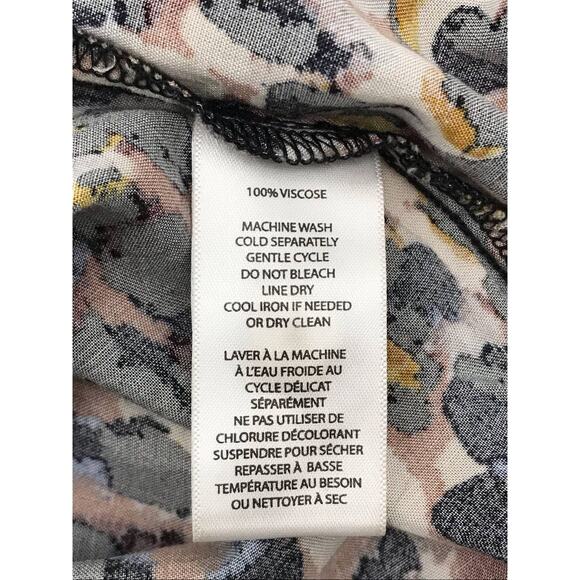 100% VISCOSE
MACHINE WASH
COLD SEPARATELY
GENTLE CYCLE
DO NOT BLEACH
LINE DRY
COOL IRON IF NEEDED
OR DRY CLEAN
LAVER À LA MACHINE
À L'EAU FROIDE AU
CYCLE DÉLICAT
SÉPARÉMENT
NE PAS UTILISER DE
CHLORURE DÉCOLORANT
SUSPENDRE POUR SÉCHER
REPASSER À BASSE
TEMPÉRATURE AU BESOIN
OU NETTOYER À SEC